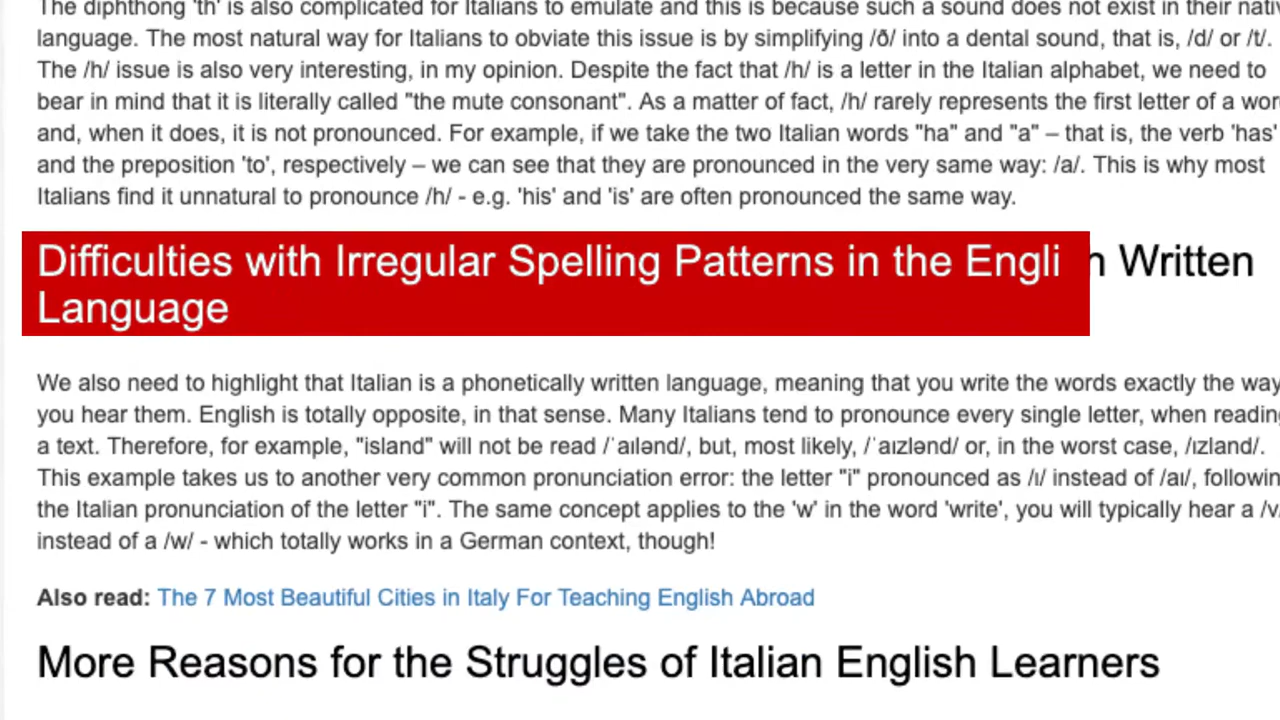 The diphthong 'th' is also complicated for Italians to emulate and this is because such a sound does not exist in their
language. The most natural way for Italians to obviate this issue is by simplifying /ð/ into a dental sound, that is, /d/ or /t/.
The /h/ issue is also very interesting, in my opinion. Despite the fact that /h/ is a letter in the Italian alphabet, we need to
bear in mind that it is literally called "the mute consonant". As a matter of fact, /h/ rarely represents the first letter of a
and, when it does, it is not pronounced. For example, if we take the two Italian words "ha" and "a" – that is, the verb 'has'
and the preposition 'to', respectively – we can see that they are pronounced in the very same way: /a/. This is why most
Italians find it unnatural to pronounce /h/ - e.g. 'his' and 'is' are often pronounced the same way.
Difficulties with Irregular Spelling Patterns in the Engli h Written
Language
We also need to highlight that Italian is a phonetically written language, meaning that you write the words exactly the way
you hear them. English is totally opposite, in that sense. Many Italians tend to pronounce every single letter, when
a text. Therefore, for example, "island" will not be read /ˈaɪlənd/, but, most likely, /ˈaɪzlənd/ or, in the worst case, /ɪzland/.
This example takes us to another very common pronunciation error: the letter "i" pronounced as /ɪ/ instead of /aɪ/,
the Italian pronunciation of the letter "i". The same concept applies to the 'w' in the word 'write', you will typically hear a /v
instead of a /w/ - which totally works in a German context, though!
Also read: The 7 Most Beautiful Cities in Italy For Teaching English Abroad
More Reasons for the Struggles of Italian English Learners